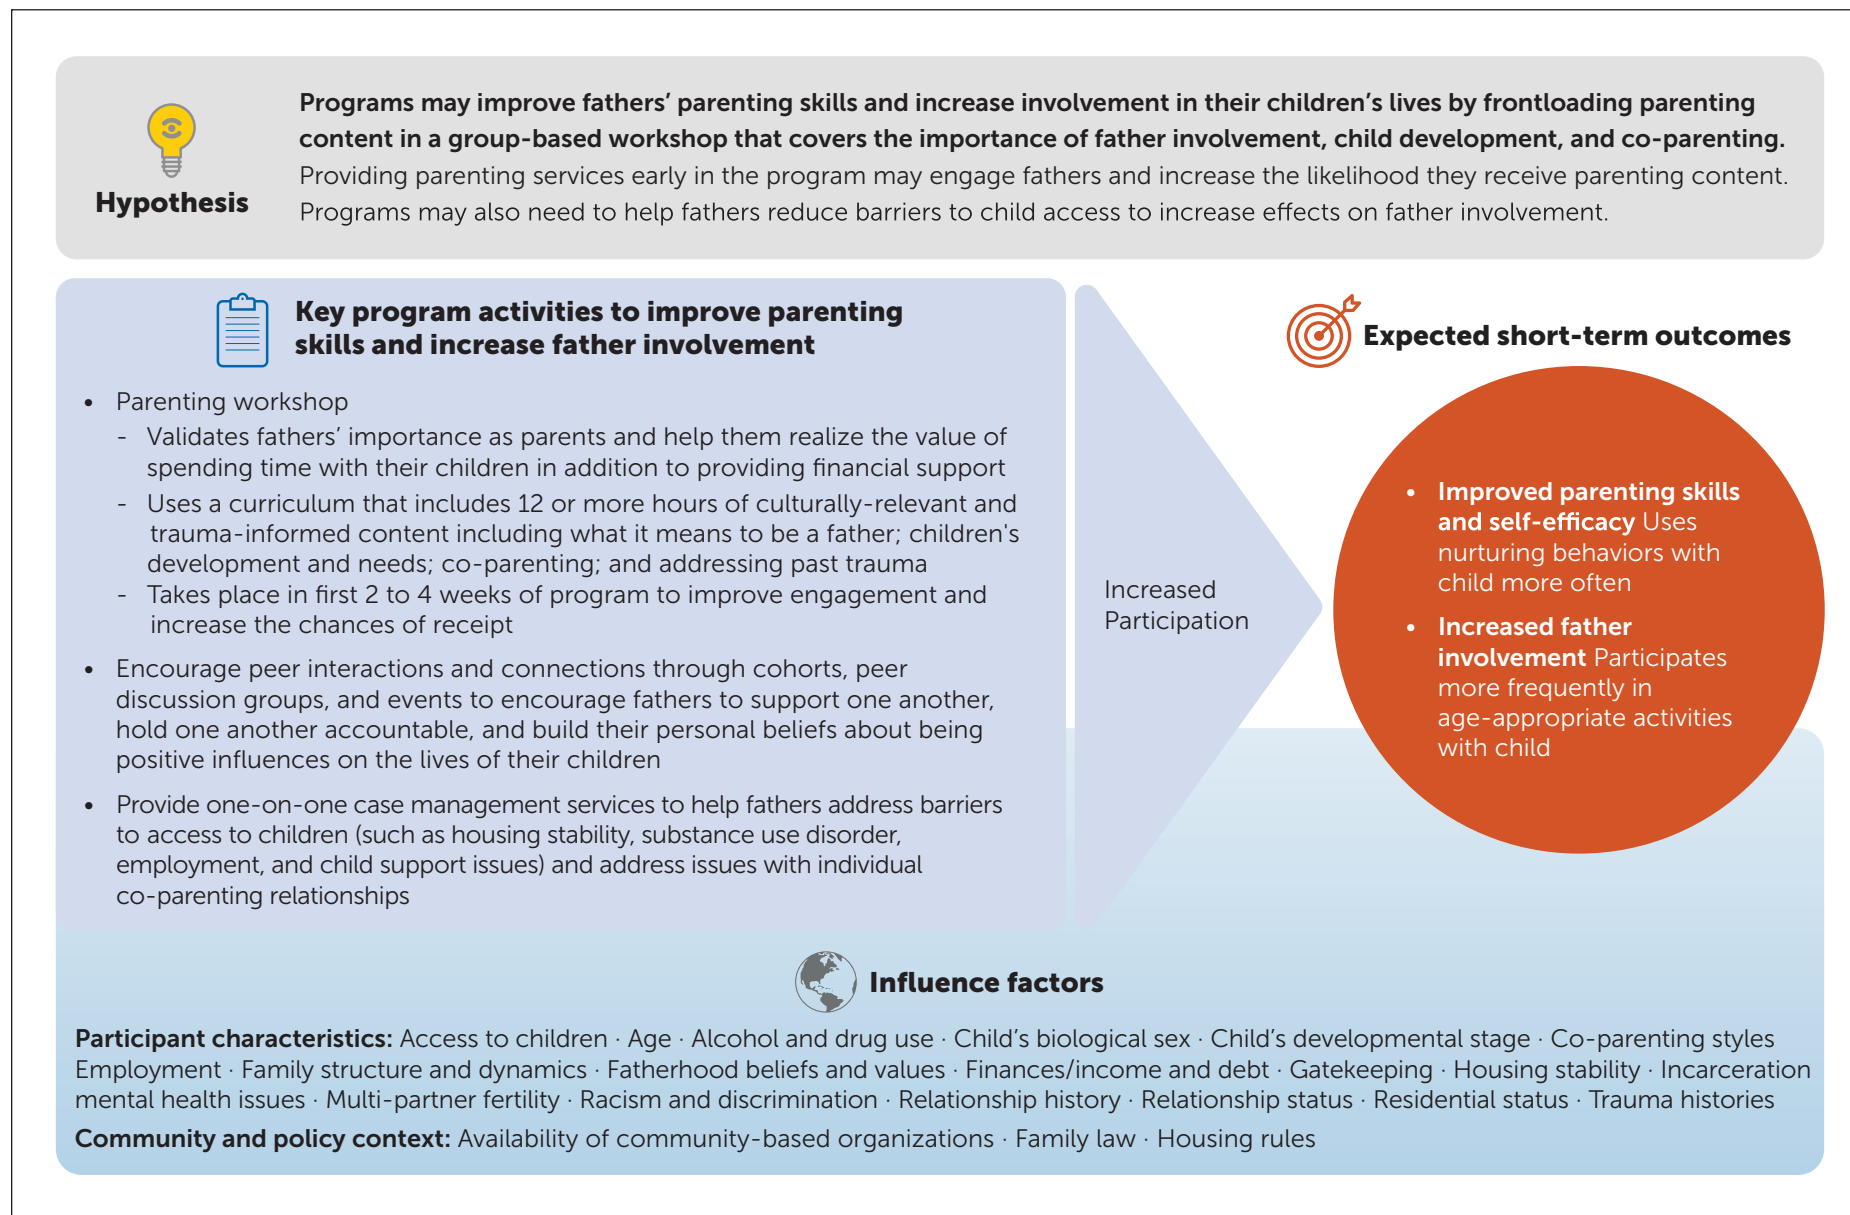 Hypothesis
Programs may improve fathers’ parenting skills and increase involvement in their children’s lives by frontloading parenting
content in a group-based workshop that covers the importance of father involvement, child development, and co-parenting.
Providing parenting services early in the program may engage fathers and increase the likelihood they receive parenting content.
Programs may also need to help fathers reduce barriers to child access to increase effects on father involvement.
Key program activities to improve parenting
skills and increase father involvement
• Parenting workshop
- Validates fathers’ importance as parents and help them realize the value of
spending time with their children in addition to providing financial support
- Uses a curriculum that includes 12 or more hours of culturally-relevant and
trauma-informed content including what it means to be a father; children's
development and needs; co-parenting; and addressing past trauma
- Takes place in first 2 to 4 weeks of program to improve engagement and
increase the chances of receipt
• Encourage peer interactions and connections through cohorts, peer
discussion groups, and events to encourage fathers to support one another,
hold one another accountable, and build their personal beliefs about being
positive influences on the lives of their children
• Provide one-on-one case management services to help fathers address barriers
to access to children (such as housing stability, substance use disorder,
employment, and child support issues) and address issues with individual
co-parenting relationships
Increased
Participation
Expected short-term outcomes
• Improved parenting skills
and self-efficacy Uses
nurturing behaviors with
child more often
• Increased father
involvement Participates
more frequently in
age-appropriate activities
with child
Influence factors
Participant characteristics: Access to children · Age · Alcohol and drug use · Child’s biological sex · Child’s developmental stage · Co-parenting styles
Employment · Family structure and dynamics · Fatherhood beliefs and values · Finances/income and debt · Gatekeeping · Housing stability · Incarceration
mental health issues · Multi-partner fertility · Racism and discrimination · Relationship history · Relationship status · Residential status · Trauma histories
Community and policy context: Availability of community-based organizations · Family law · Housing rules